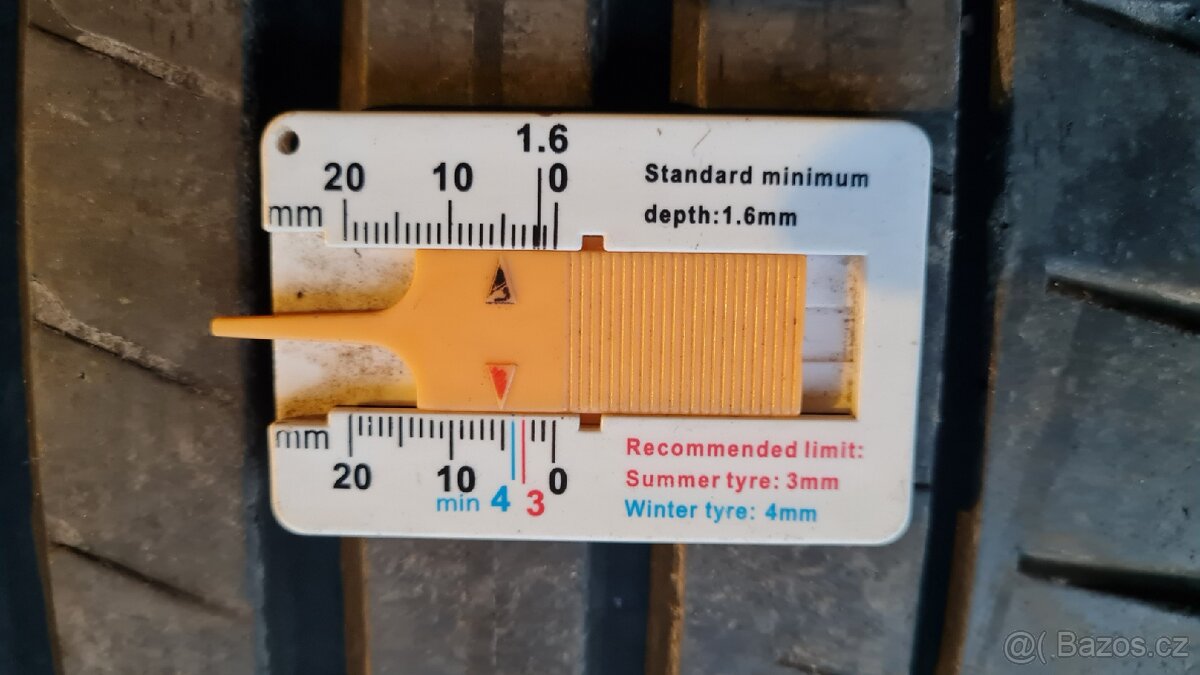 1.6
20 10 0
mm
Standard minimum
depth:1.6mm
mm
20 10 0
min 4 3
Recommended limit:
Summer tyre: 3mm
Winter tyre: 4mm
@( Bazos.cz